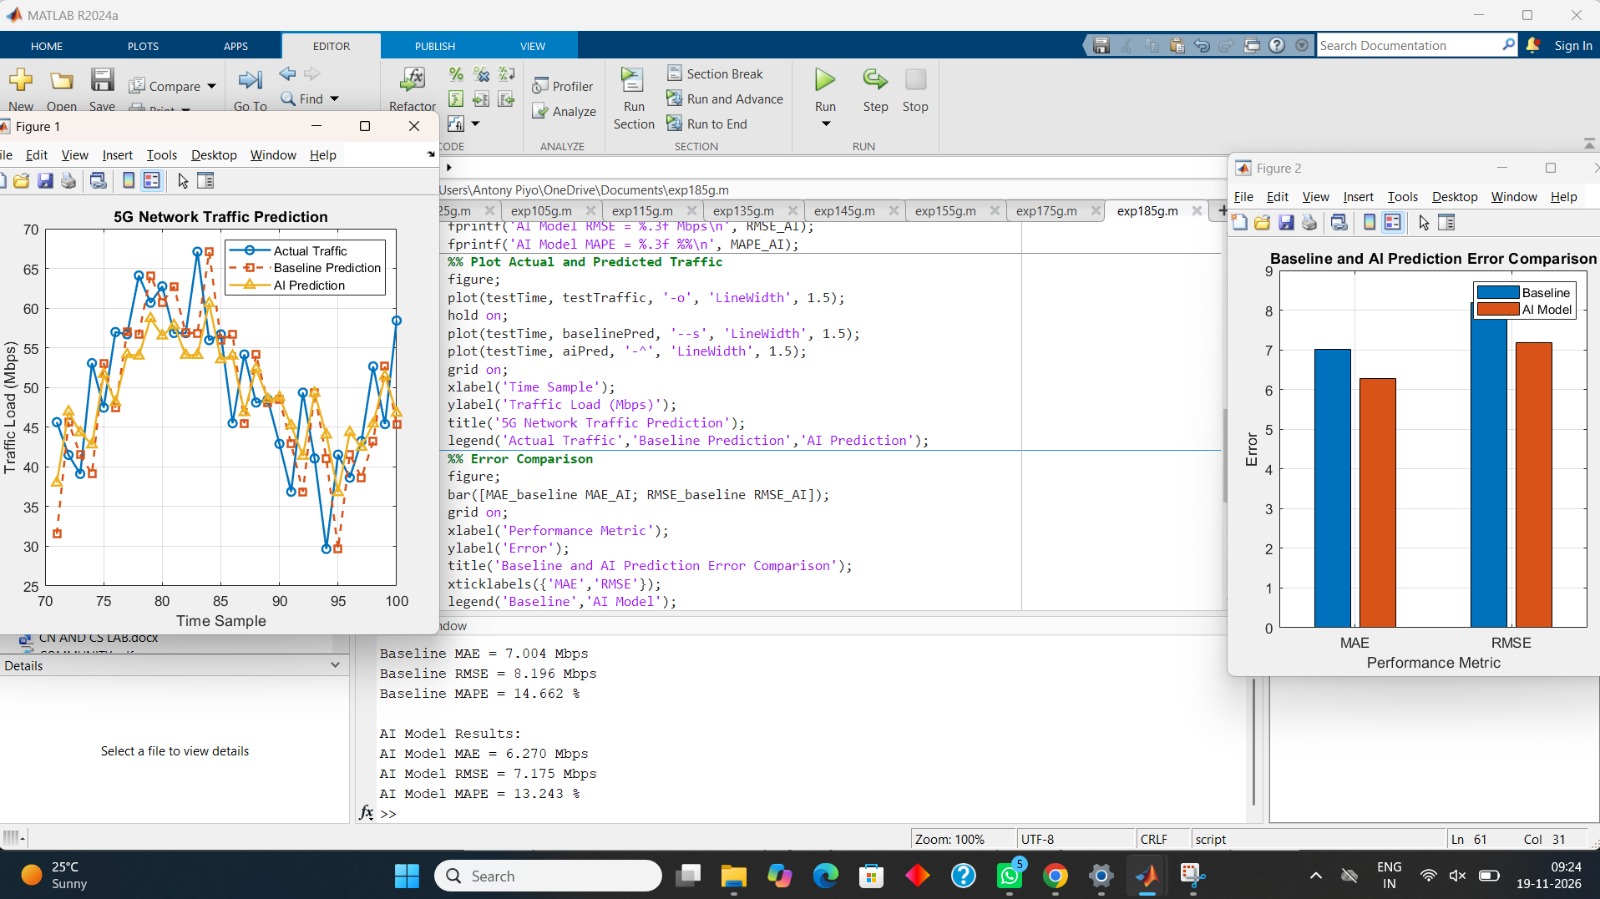 MATLAB R2024a
HOME PLOTS APPS EDITOR PUBLISH VIEW
Search Documentation
Sign In
New Open Save
Compare
Print
Go To
Find
Refactor
Profiler
Analyze
Run Section
Section Break
Run and Advance
Run to End
Run Step Stop
CODE ANALYZE SECTION RUN
Figure 1
File Edit View Insert Tools Desktop Window Help
5G Network Traffic Prediction
Actual Traffic
Baseline Prediction
AI Prediction
70
65
60
55
50
45
40
35
30
25
Traffic Load (Mbps)
70 75 80 85 90 95 100
Time Sample
Users\Antony Piyo\OneDrive\Documents\exp185g.m
25g.m exp105g.m exp115g.m exp135g.m exp145g.m exp155g.m exp175g.m exp185g.m
fprintf('AI Model RMSE = %.3f Mbps\n', RMSE_AI);
fprintf('AI Model MAPE = %.3f %%\n', MAPE_AI);
%% Plot Actual and Predicted Traffic
figure;
plot(testTime, testTraffic, '-o', 'LineWidth', 1.5);
hold on;
plot(testTime, baselinePred, '--s', 'LineWidth', 1.5);
plot(testTime, aiPred, '-^', 'LineWidth', 1.5);
grid on;
xlabel('Time Sample');
ylabel('Traffic Load (Mbps)');
title('5G Network Traffic Prediction');
legend('Actual Traffic','Baseline Prediction','AI Prediction');
%% Error Comparison
figure;
bar([MAE_baseline MAE_AI; RMSE_baseline RMSE_AI]);
grid on;
xlabel('Performance Metric');
ylabel('Error');
title('Baseline and AI Prediction Error Comparison');
xticklabels({'MAE','RMSE'});
legend('Baseline','AI Model');
Figure 2
File Edit View Insert Tools Desktop Window Help
Baseline and AI Prediction Error Comparison
Baseline
AI Model
9
8
7
6
5
4
3
2
1
0
Error
MAE RMSE
Performance Metric
ndow
CN AND CS LAB.docx
Details
Select a file to view details
Baseline MAE = 7.004 Mbps
Baseline RMSE = 8.196 Mbps
Baseline MAPE = 14.662 %
AI Model Results:
AI Model MAE = 6.270 Mbps
AI Model RMSE = 7.175 Mbps
AI Model MAPE = 13.243 %
fx >>
Zoom: 100% UTF-8 CRLF script Ln 61 Col 31
25°C
Sunny
Search
5
ENG
IN
09:24
19-11-2026